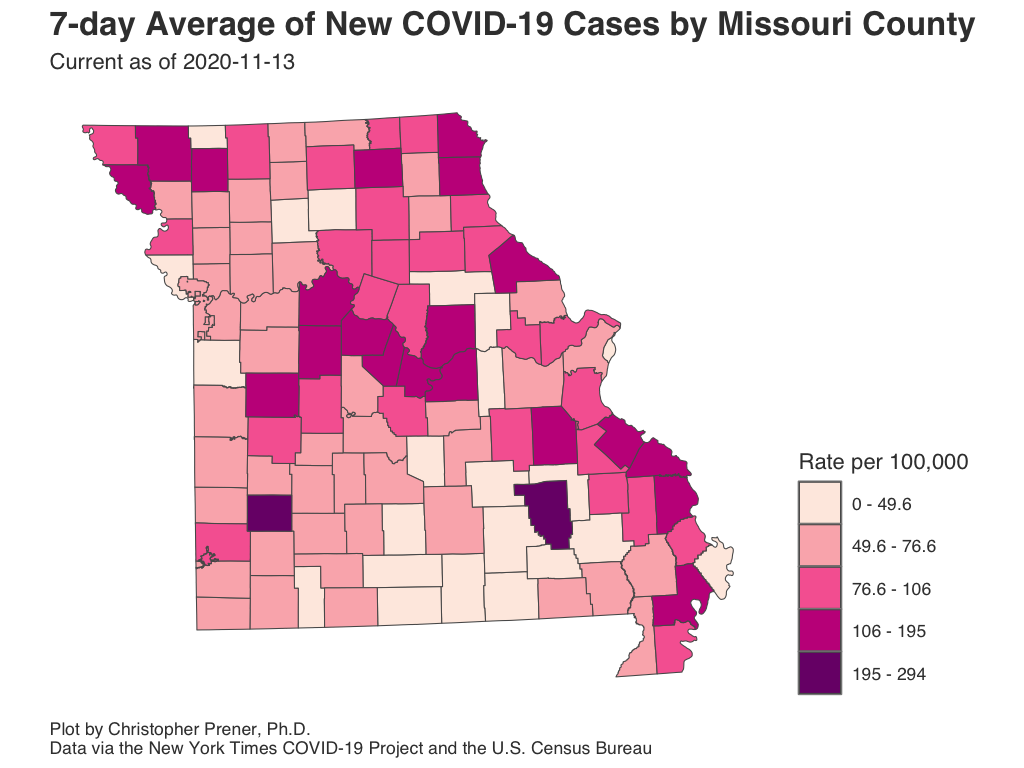 7-day Average of New COVID-19 Cases by Missouri County
Current as of 2020-11-13
Rate per 100,000
0 - 49.6
49.6 - 76.6
76.6 - 106
106 - 195
195 - 294
Plot by Christopher Prener, Ph.D.
Data via the New York Times COVID-19 Project and the U.S. Census Bureau